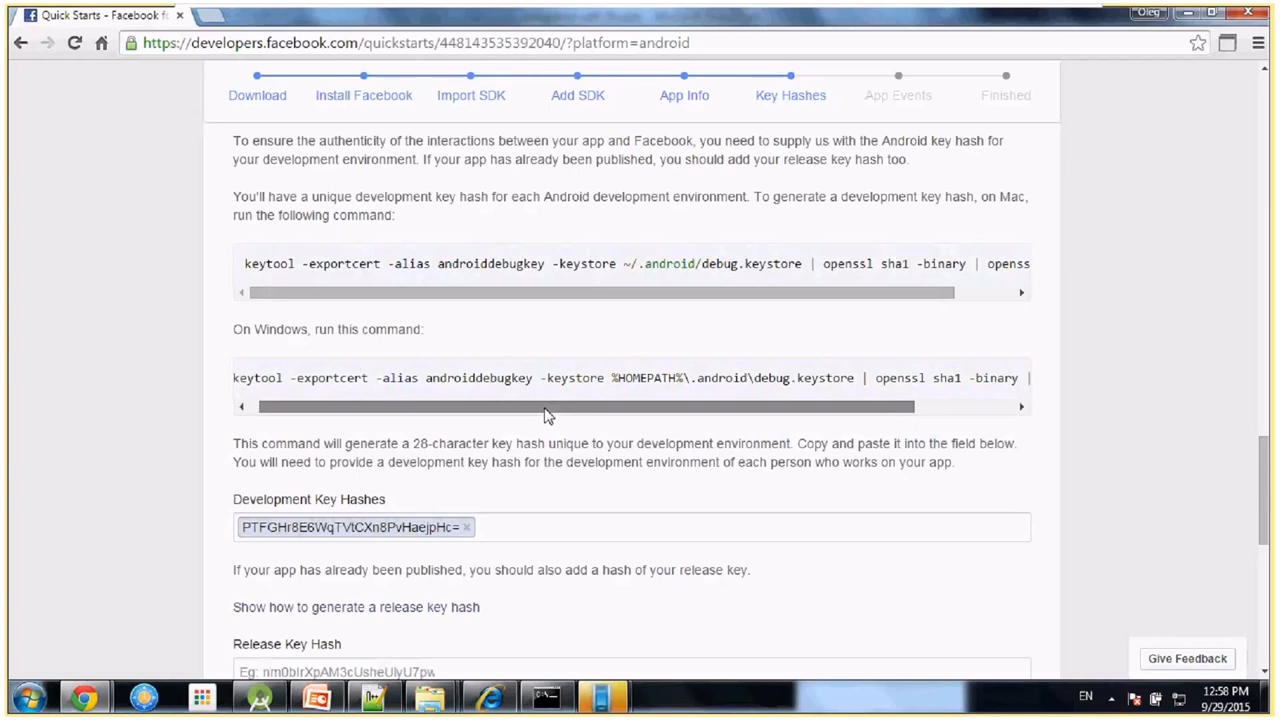 Quick Starts - Facebook fo
Oleg
https://developers.facebook.com/quickstarts/448143535392040/?platform=android
Download Install Facebook Import SDK Add SDK App Info Key Hashes App Events Finished
To ensure the authenticity of the interactions between your app and Facebook, you need to supply us with the Android key hash for
your development environment. If your app has already been published, you should add your release key hash too.
You'll have a unique development key hash for each Android development environment. To generate a development key hash, on Mac,
run the following command:
keytool -exportcert -alias androiddebugkey -keystore ~/.android/debug.keystore | openssl sha1 -binary | openss
On Windows, run this command:
keytool -exportcert -alias androiddebugkey -keystore %HOMEPATH%\.android\debug.keystore | openssl sha1 -binary |
This command will generate a 28-character key hash unique to your development environment. Copy and paste it into the field below.
You will need to provide a development key hash for the development environment of each person who works on your app.
Development Key Hashes
PTFGHr8E6WqTVtCXn8PvHaejpHc= ×
If your app has already been published, you should also add a hash of your release key.
Show how to generate a release key hash
Release Key Hash
Eg: nm0bIrXpAM3cUsheUIyU7pw
Give Feedback
EN
12:58 PM
9/29/2015